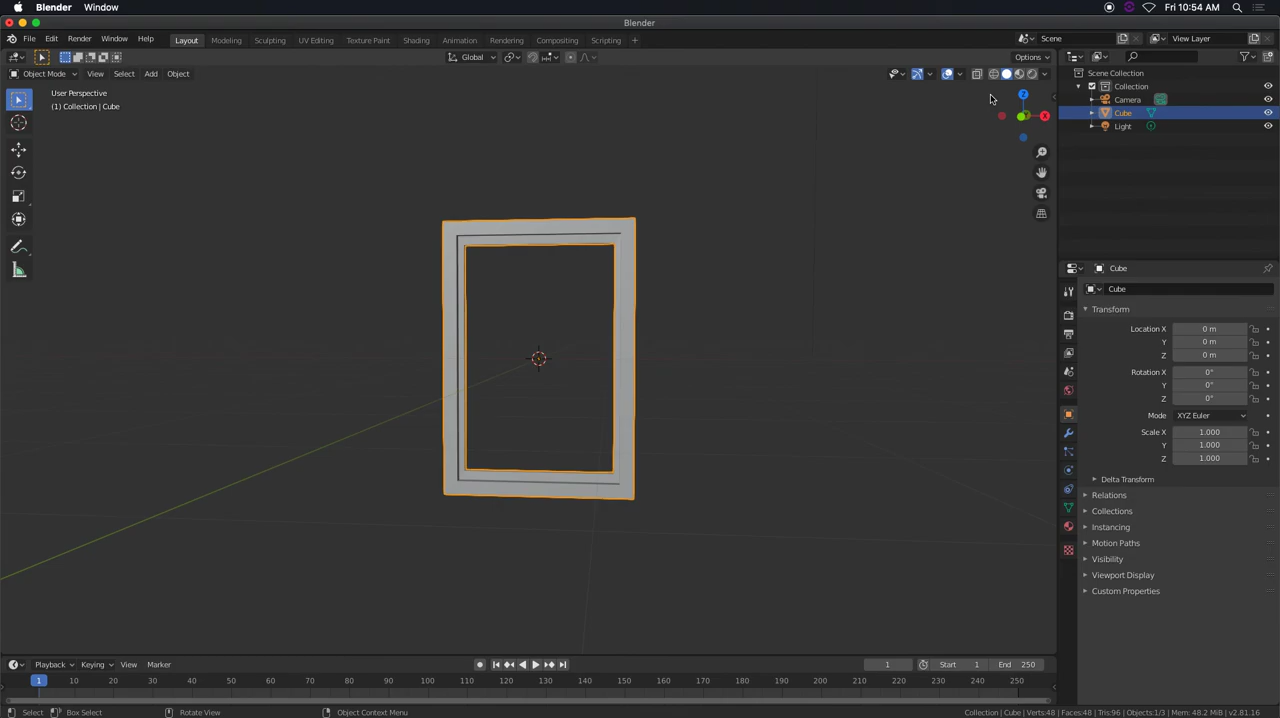 Blender Window Fri 10:54 AM
Blender
File Edit Render Window Help Layout Modeling Sculpting UV Editing Texture Paint Shading Animation Rendering Compositing Scripting + Scene View Layer
Global Options
Object Mode View Select Add Object
User Perspective
(1) Collection | Cube
Z
X
Scene Collection
Collection
Camera
Cube
Light
Cube
Cube
Transform
Location X 0 m
Y 0 m
Z 0 m
Rotation X 0°
Y 0°
Z 0°
Mode XYZ Euler
Scale X 1.000
Y 1.000
Z 1.000
Delta Transform
Relations
Collections
Instancing
Motion Paths
Visibility
Viewport Display
Custom Properties
Playback Keying View Marker 1 Start 1 End 250
1 10 20 30 40 50 60 70 80 90 100 110 120 130 140 150 160 170 180 190 200 210 220 230 240 250
Select Box Select Rotate View Object Context Menu Collection | Cube | Verts:48 | Faces:48 | Tris:96 | Objects:1/3 | Mem: 48.2 MiB | v2.81.16